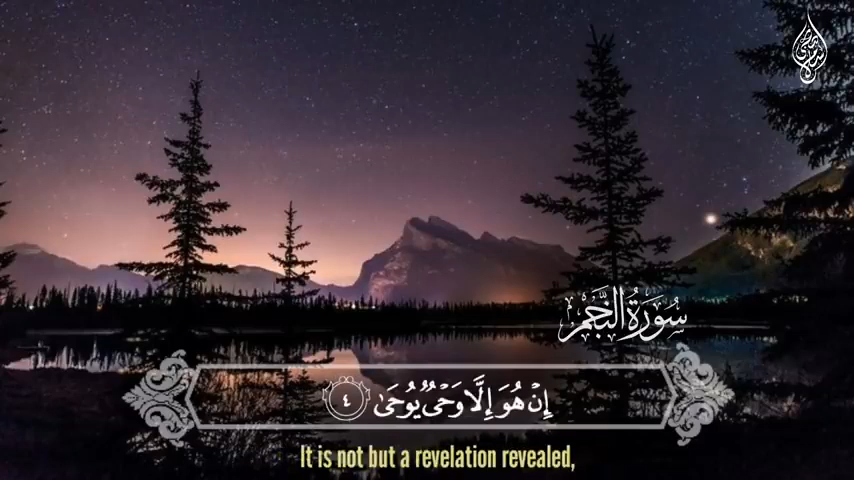 سُورَةُ النَّجْمِ
إِنْ هُوَ إِلَّا وَحْىٌ يُوحَىٰ ٤
It is not but a revelation revealed,